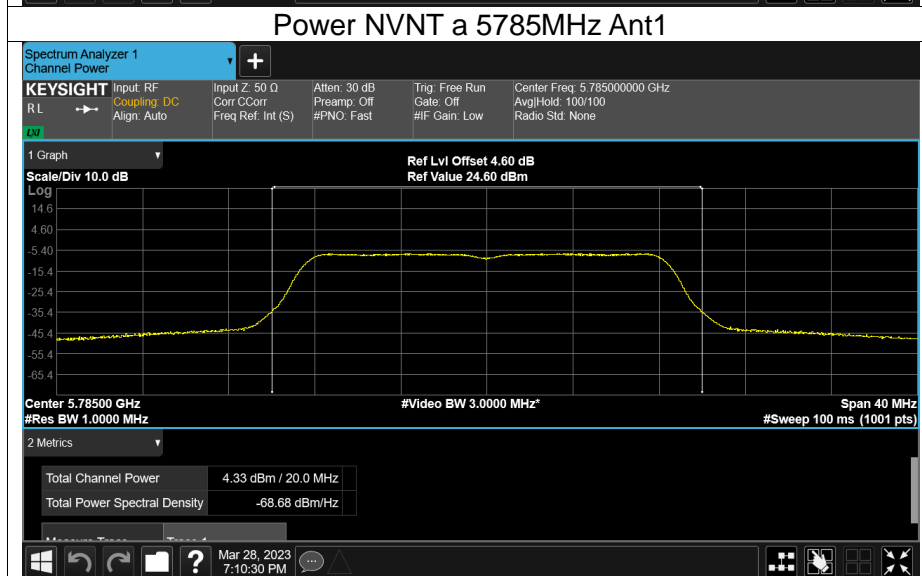 Power NVNT a 5785MHz Ant1
Spectrum Analyzer 1
Channel Power
+
KEYSIGHT Input: RF Input Z: 50 Ω Atten: 30 dB Trig: Free Run Center Freq: 5.785000000 GHz
RL Coupling: DC Corr CCorr Preamp: Off Gate: Off Avg|Hold: 100/100
Align: Auto Freq Ref: Int (S) #PNO: Fast #IF Gain: Low Radio Std: None
LXI
1 Graph
Ref Lvl Offset 4.60 dB
Scale/Div 10.0 dB Ref Value 24.60 dBm
Log
14.6
4.60
-5.40
-15.4
-25.4
-35.4
-45.4
-55.4
-65.4
Center 5.78500 GHz #Video BW 3.0000 MHz* Span 40 MHz
#Res BW 1.0000 MHz #Sweep 100 ms (1001 pts)
2 Metrics
Total Channel Power 4.33 dBm / 20.0 MHz
Total Power Spectral Density -68.68 dBm/Hz
?
Mar 28, 2023
7:10:30 PM